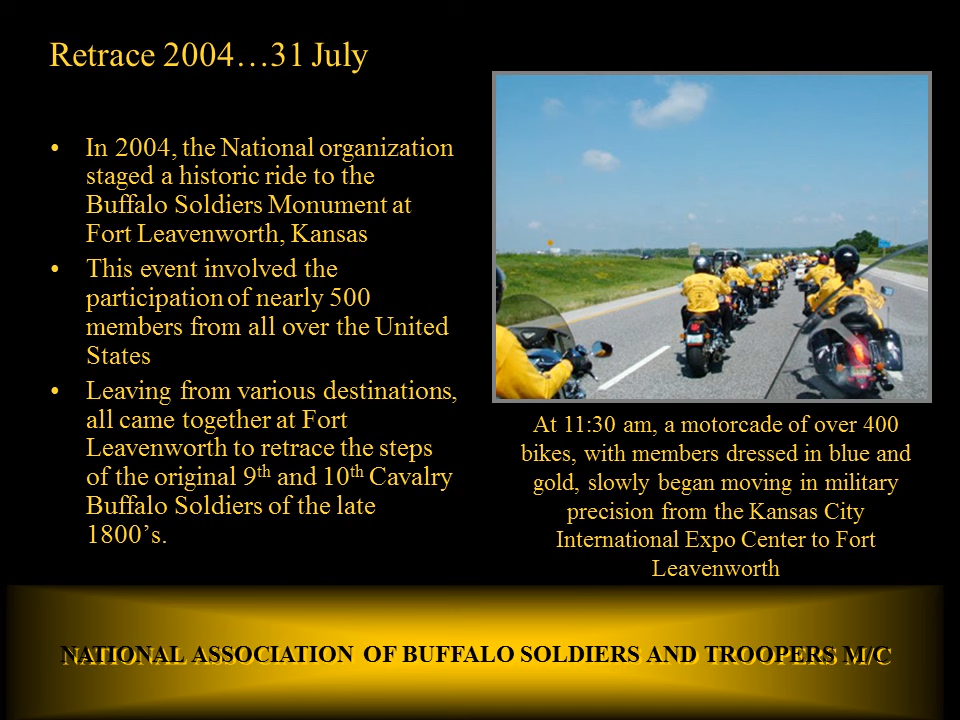 Retrace 2004…31 July
• In 2004, the National organization
staged a historic ride to the
Buffalo Soldiers Monument at
Fort Leavenworth, Kansas
• This event involved the
participation of nearly 500
members from all over the United
States
• Leaving from various destinations,
all came together at Fort
Leavenworth to retrace the steps
of the original 9th and 10th Cavalry
Buffalo Soldiers of the late
1800’s.
At 11:30 am, a motorcade of over 400
bikes, with members dressed in blue and
gold, slowly began moving in military
precision from the Kansas City
International Expo Center to Fort
Leavenworth
NATIONAL ASSOCIATION OF BUFFALO SOLDIERS AND TROOPERS M/C